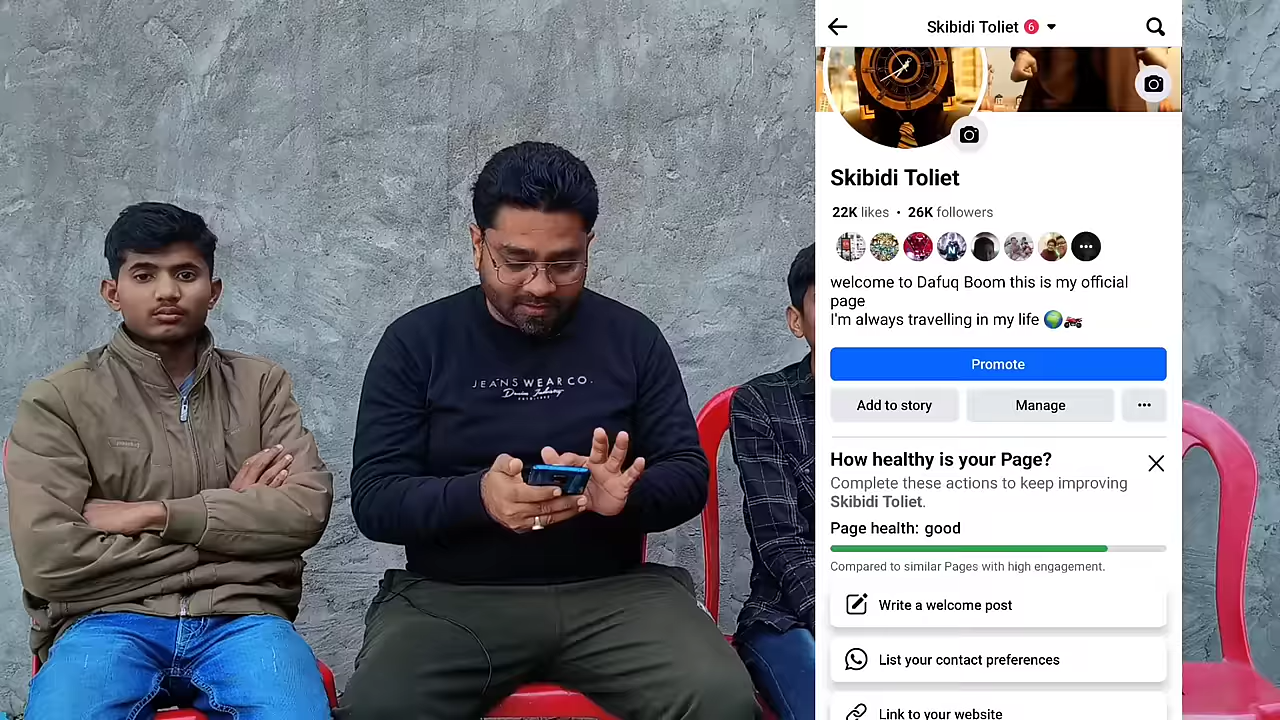 Skibidi Toliet 6
Skibidi Toliet
22K likes • 26K followers
welcome to Dafuq Boom this is my official
page
I'm always travelling in my life 🌍🏍️
Promote
Add to story
Manage
How healthy is your Page?
Complete these actions to keep improving
Skibidi Toliet.
Page health: good
Compared to similar Pages with high engagement.
Write a welcome post
List your contact preferences
Link to your website
JEANS WEAR CO.